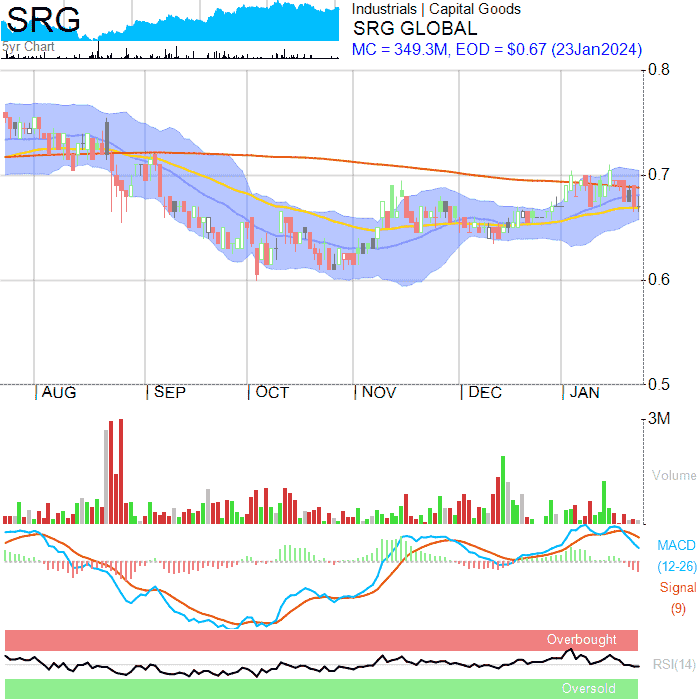 SRG
5yr Chart
Industrials | Capital Goods
SRG GLOBAL
MC = 349.3M, EOD = $0.67 (23Jan2024)
0.8
0.7
0.6
0.5
| AUG | SEP | OCT | NOV | DEC | JAN
3M
Volume
MACD
(12-26)
Signal
(9)
Overbought
RSI(14)
Oversold